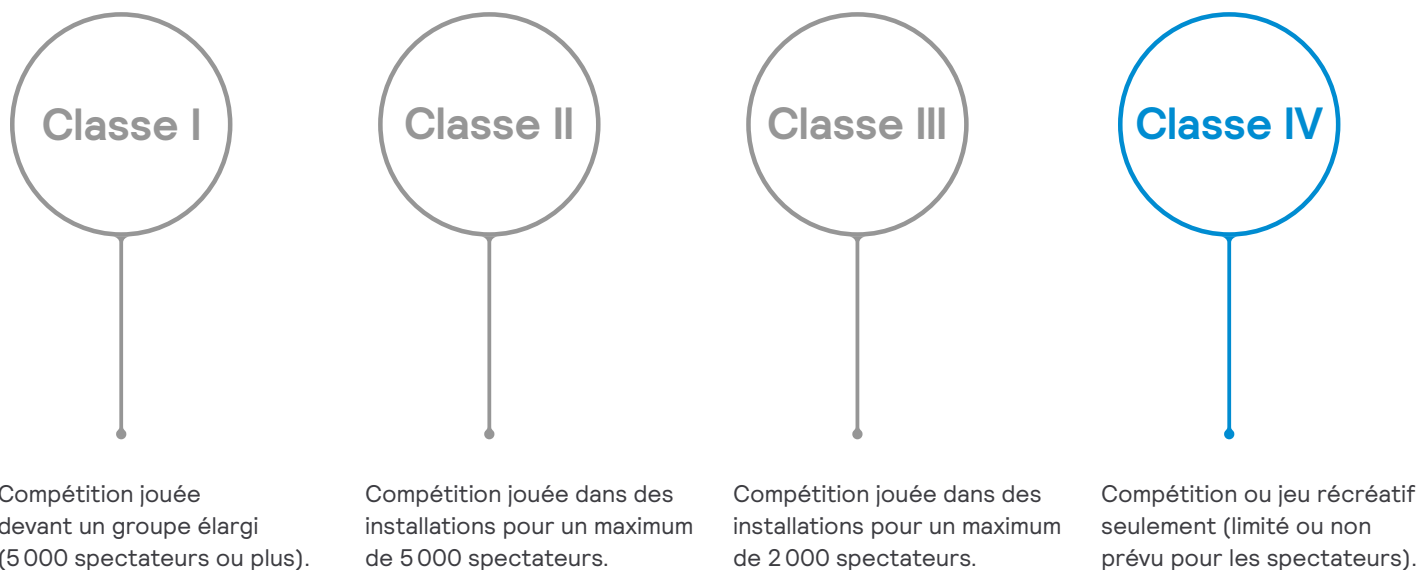 Classe I
Classe II
Classe III
Classe IV
Compétition jouée
devant un groupe élargi
(5 000 spectateurs ou plus).
Compétition jouée dans des
installations pour un maximum
de 5 000 spectateurs.
Compétition jouée dans des
installations pour un maximum
de 2 000 spectateurs.
Compétition ou jeu récréatif
seulement (limité ou non
prévu pour les spectateurs).